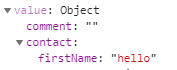 value: Object
comment: ""
contact:
firstName: "hello"